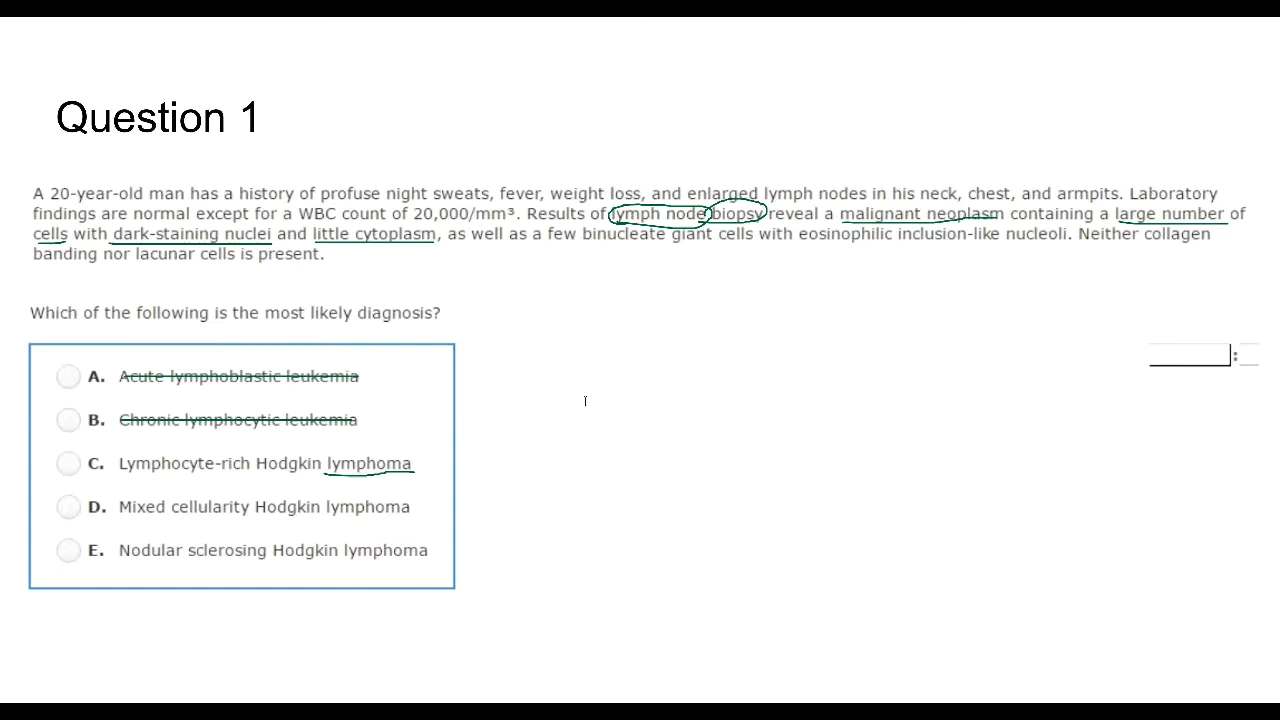 Question 1
A 20-year-old man has a history of profuse night sweats, fever, weight loss, and enlarged lymph nodes in his neck, chest, and armpits. Laboratory
findings are normal except for a WBC count of 20,000/mm³. Results of lymph node biopsy reveal a malignant neoplasm containing a large number of
cells with dark-staining nuclei and little cytoplasm, as well as a few binucleate giant cells with eosinophilic inclusion-like nucleoli. Neither collagen
banding nor lacunar cells is present.
Which of the following is the most likely diagnosis?
A. Acute lymphoblastic leukemia
:
B. Chronic lymphocytic leukemia
C. Lymphocyte-rich Hodgkin lymphoma
D. Mixed cellularity Hodgkin lymphoma
E. Nodular sclerosing Hodgkin lymphoma